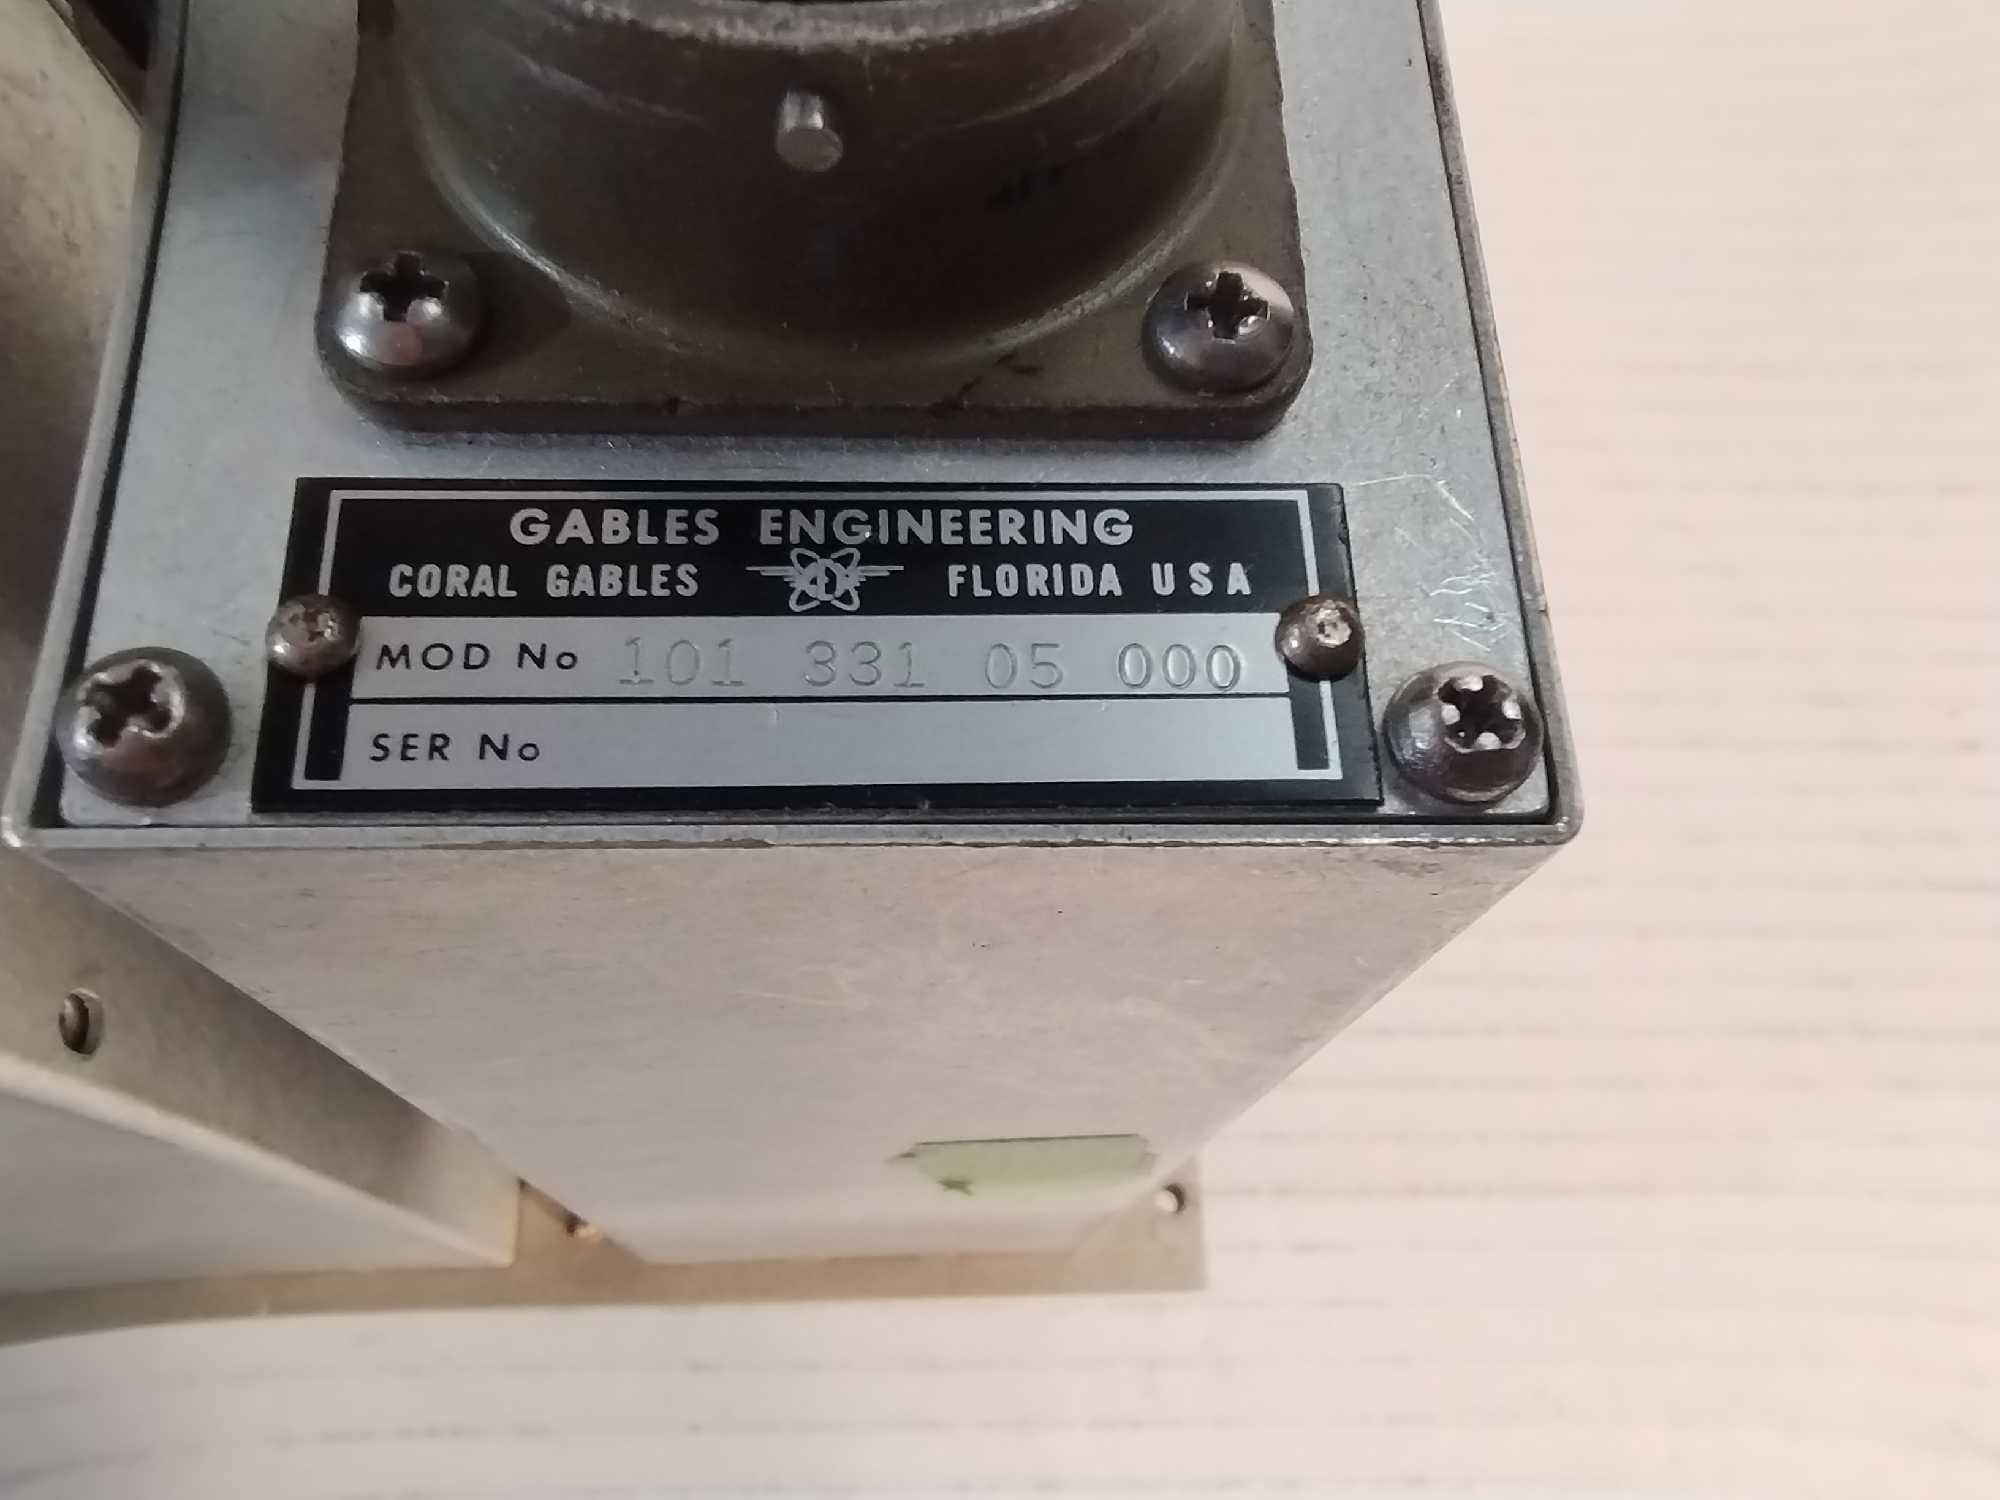 GABLES ENGINEERING
CORAL GABLES FLORIDA USA
MOD No 101 331 05 000
SER No